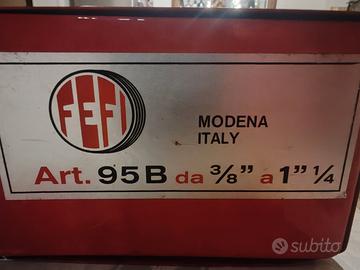 FEFI
MODENA
ITALY
Art. 95B da 3/8" a 1" 1/4
subito